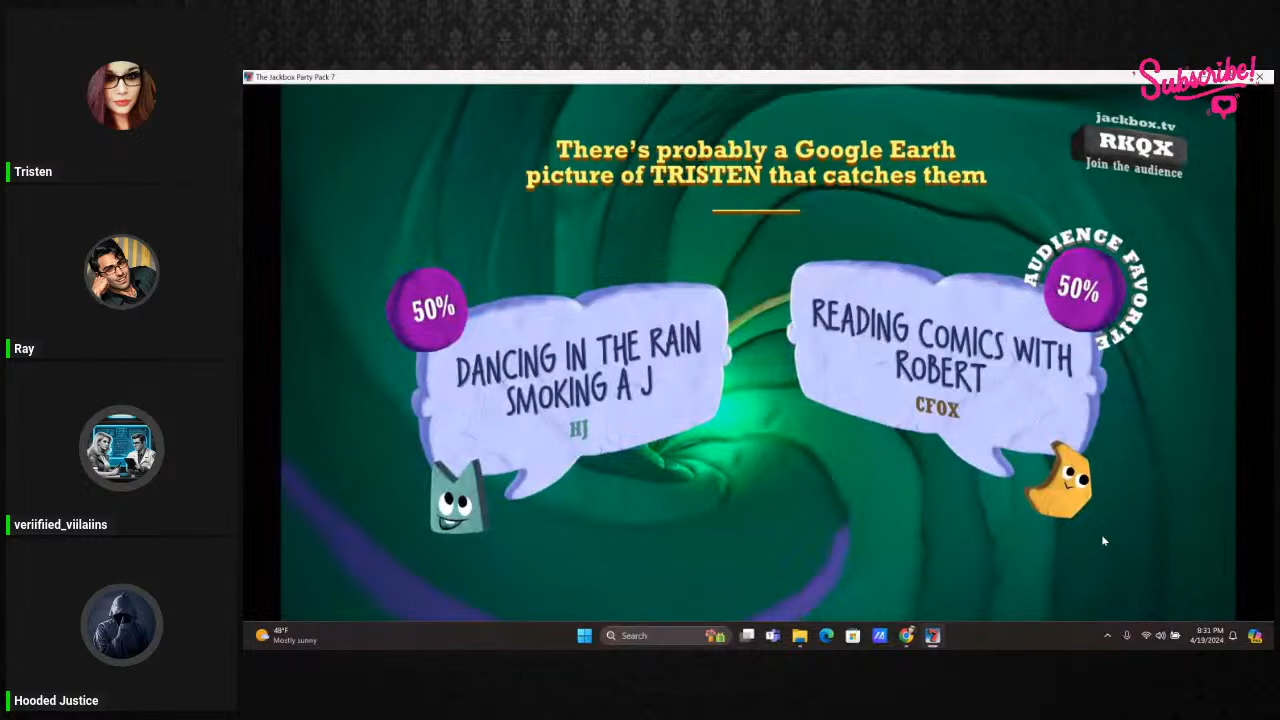 Tristen
Ray
veriifiied_viilaiins
Hooded Justice
The Jackbox Party Pack 7
Subscribe!
jackbox.tv
RKQX
Join the audience
There's probably a Google Earth
picture of TRISTEN that catches them
50%
DANCING IN THE RAIN
SMOKING A J
HJ
AUDIENCE FAVORITE
50%
READING COMICS WITH
ROBERT
CFOX
48°F
Mostly sunny
Search
8:31 PM
4/19/2024